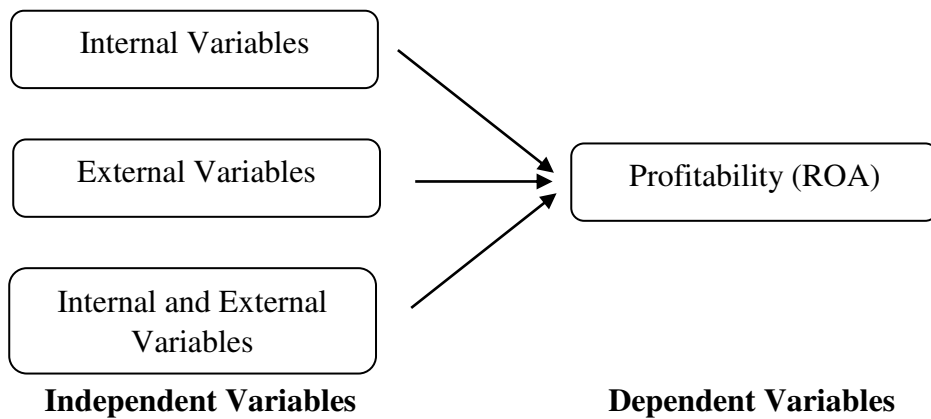 Internal Variables
External Variables
Profitability (ROA)
Internal and External
Variables
Independent Variables
Dependent Variables